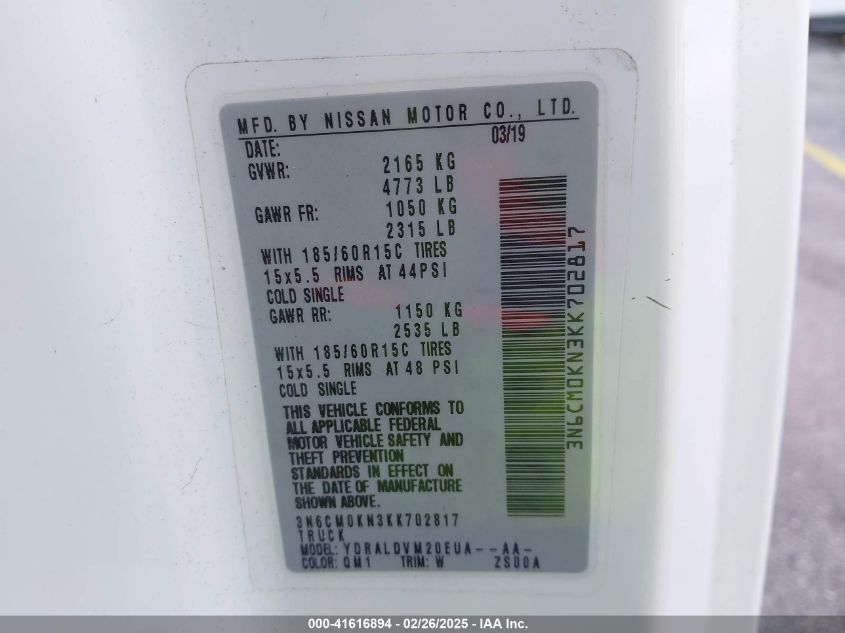 MFD. BY NISSAN MOTOR CO., LTD.
DATE: 03/19
GVWR: 2165 KG
4773 LB
GAWR FR: 1050 KG
2315 LB
WITH 185/60R15C TIRES
15x5.5 RIMS AT 44PSI
COLD SINGLE
GAWR RR: 1150 KG
2535 LB
WITH 185/60R15C TIRES
15x5.5 RIMS AT 48 PSI
COLD SINGLE
THIS VEHICLE CONFORMS TO
ALL APPLICABLE FEDERAL
MOTOR VEHICLE SAFETY AND
THEFT PREVENTION
STANDARDS IN EFFECT ON
THE DATE OF MANUFACTURE
SHOWN ABOVE.
3N6CM0KN3KK702817
TRUCK
MODEL: YDRALDVM20EUA--AA-
COLOR: QM1 TRIM: W ZS00A
3N6CM0KN3KK702817
000-41616894 - 02/26/2025 - IAA Inc.